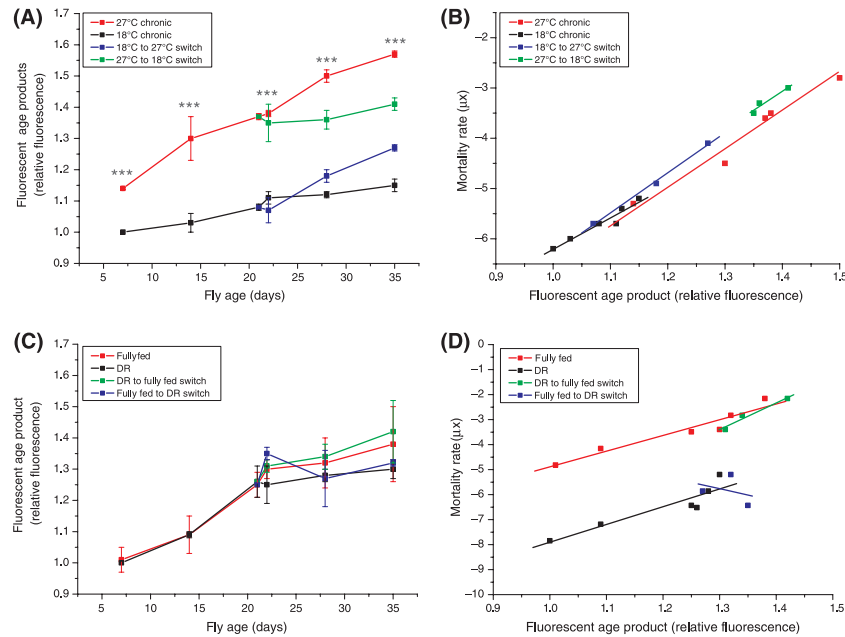 (A)
27°C chronic
18°C chronic
18°C to 27°C switch
27°C to 18°C switch
***
***
***
***
***
1.7
1.6
1.5
1.4
1.3
1.2
1.1
1.0
0.9
5 10 15 20 25 30 35
Fluorescent age products
(relative fluorescence)
Fly age (days)
(B)
27°C chronic
18°C chronic
18°C to 27°C switch
27°C to 18°C switch
−2
−3
−4
−5
−6
0.9 1.0 1.1 1.2 1.3 1.4 1.5
Mortality rate (μx)
Fluorescent age product (relative fluorescence)
(C)
Fullyfed
DR
DR to fully fed switch
Fully fed to DR switch
1.7
1.6
1.5
1.4
1.3
1.2
1.1
1.0
0.9
5 10 15 20 25 30 35
Fluorescent age product
(relative fluorescence)
Fly age (days)
(D)
Fully fed
DR
DR to fully fed switch
Fully fed to DR switch
0
−1
−2
−3
−4
−5
−6
−7
−8
−9
−10
0.9 1.0 1.1 1.2 1.3 1.4 1.5
Mortality rate(μx)
Fluorescent age product (relative fluorescence)